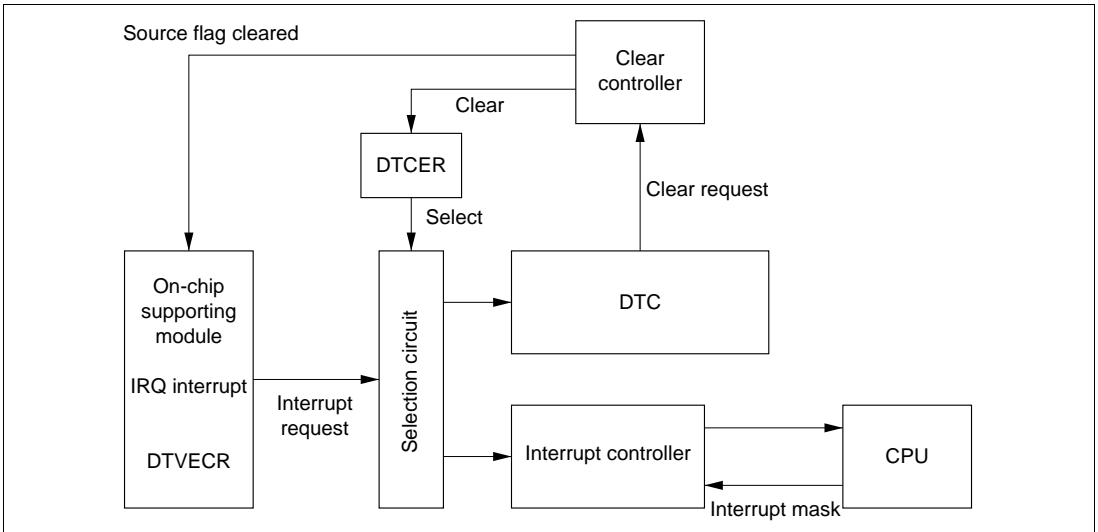 Source flag cleared
Clear
controller
Clear
DTCER
Clear request
Select
On-chip
supporting
module
IRQ interrupt
DTVECR
Interrupt
request
Selection circuit
DTC
Interrupt controller
CPU
Interrupt mask